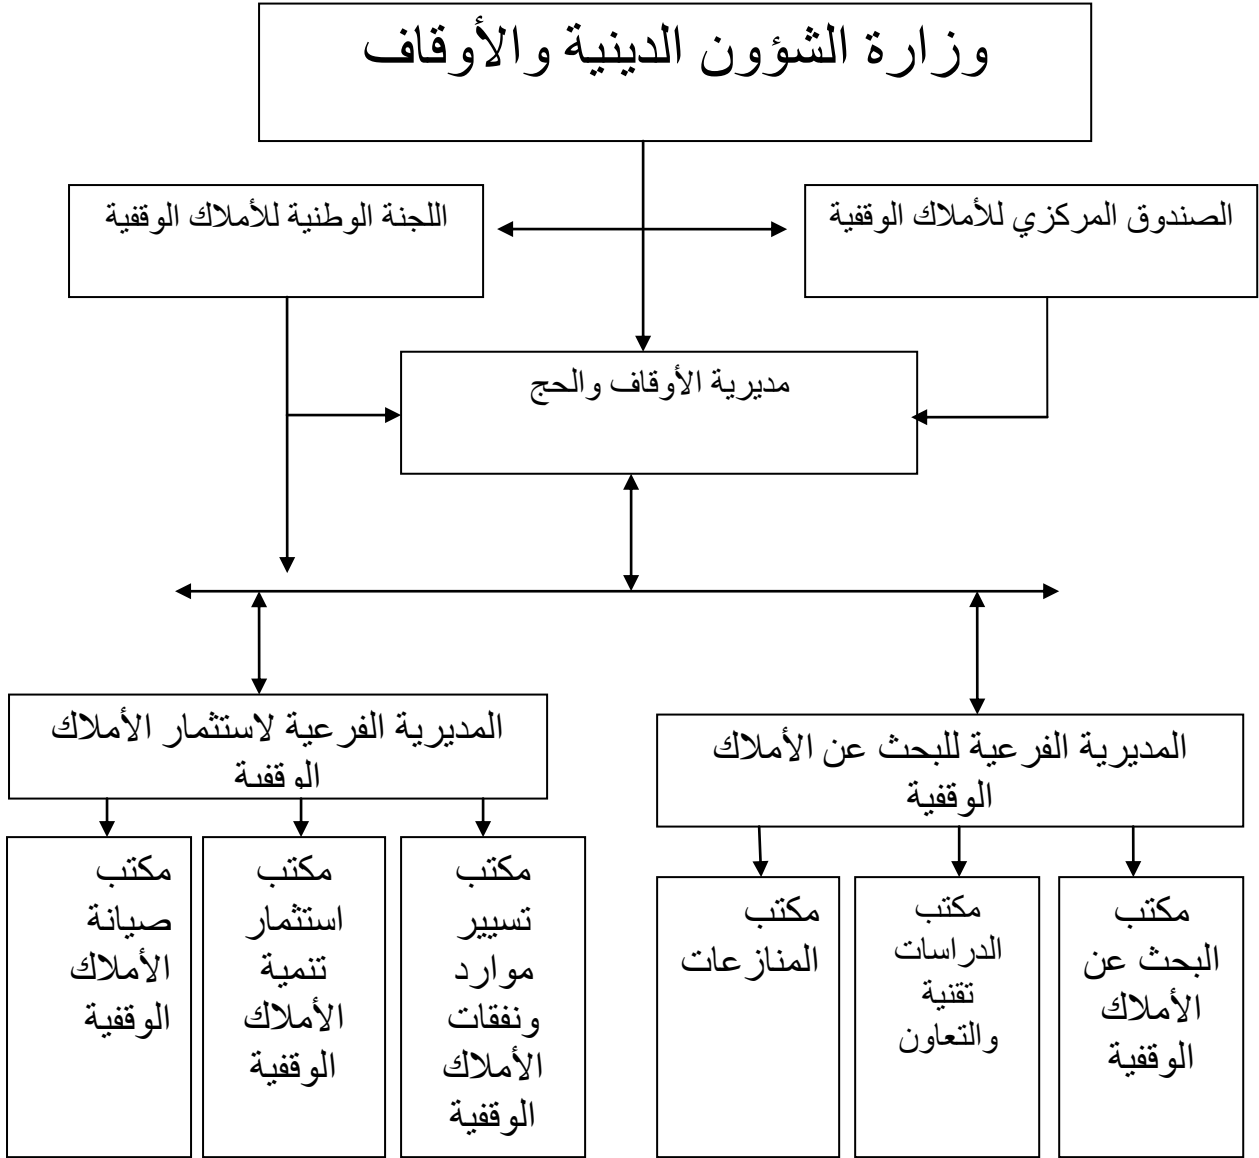 وزارة الشؤون الدينية والأوقاف
الصندوق المركزي للأملاك الوقفية
اللجنة الوطنية للأملاك الوقفية
مديرية الأوقاف والحج
المديرية الفرعية للبحث عن الأملاك
الوقفية
المديرية الفرعية لاستثمار الأملاك
الوقفية
مكتب
البحث عن
الأملاك
الوقفية
مكتب
الدراسات
تقنية
والتعاون
مكتب
المنازعات
مكتب
تسيير
موارد
ونفقات
الأملاك
الوقفية
مكتب
استثمار
تنمية
الأملاك
الوقفية
مكتب
صيانة
الأملاك
الوقفية